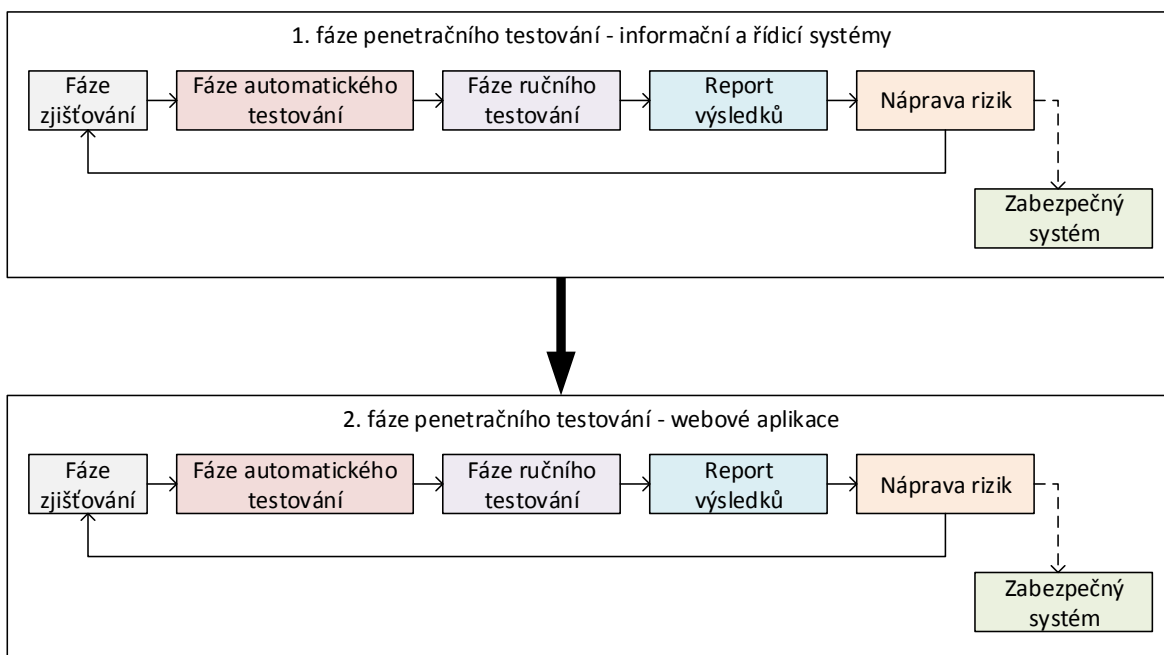 1. fáze penetračního testování - informační a řídicí systémy
Fáze
zjišťování
Fáze automatického
testování
Fáze ručního
testování
Report
výsledků
Náprava rizik
Zabezpečný
systém
2. fáze penetračního testování - webové aplikace
Fáze
zjišťování
Fáze automatického
testování
Fáze ručního
testování
Report
výsledků
Náprava rizik
Zabezpečný
systém